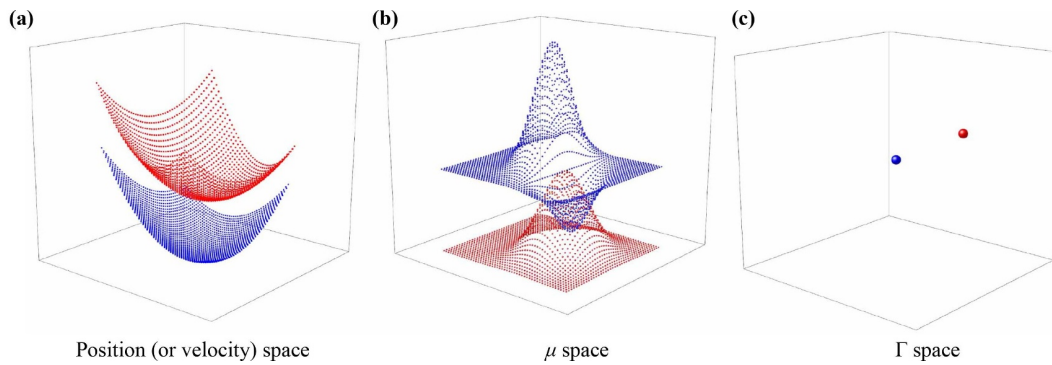 (a)
(b)
(c)
Position (or velocity) space
μ space
Γ space